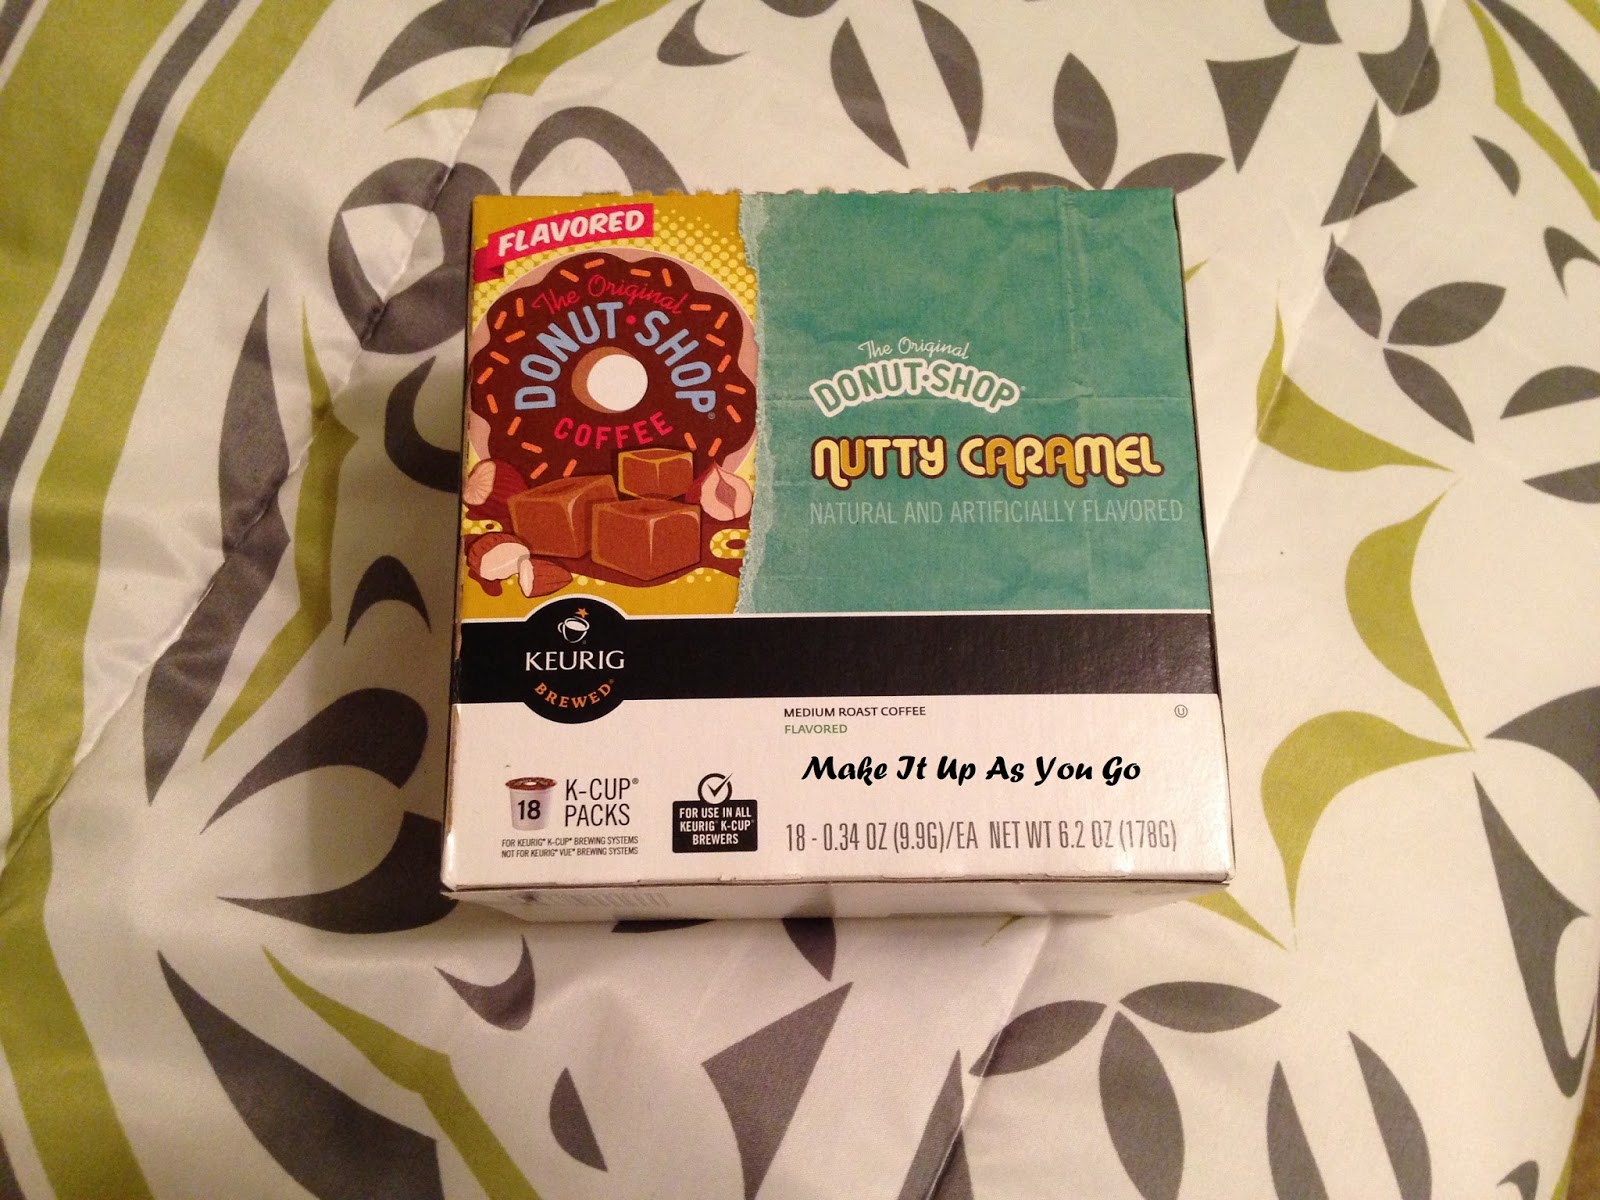 FLAVORED
The Original
DONUT·SHOP®
COFFEE
The Original
DONUT·SHOP®
NUTTY CARAMEL
NATURAL AND ARTIFICIALLY FLAVORED
KEURIG®
BREWED®
MEDIUM ROAST COFFEE
FLAVORED
U
Make It Up As You Go
18
K-CUP®
PACKS
FOR KEURIG® K-CUP® BREWING SYSTEMS
NOT FOR KEURIG® VUE® BREWING SYSTEMS
FOR USE IN ALL
KEURIG® K-CUP®
BREWERS
18 - 0.34 OZ (9.9G)/EA NET WT 6.2 OZ (178G)